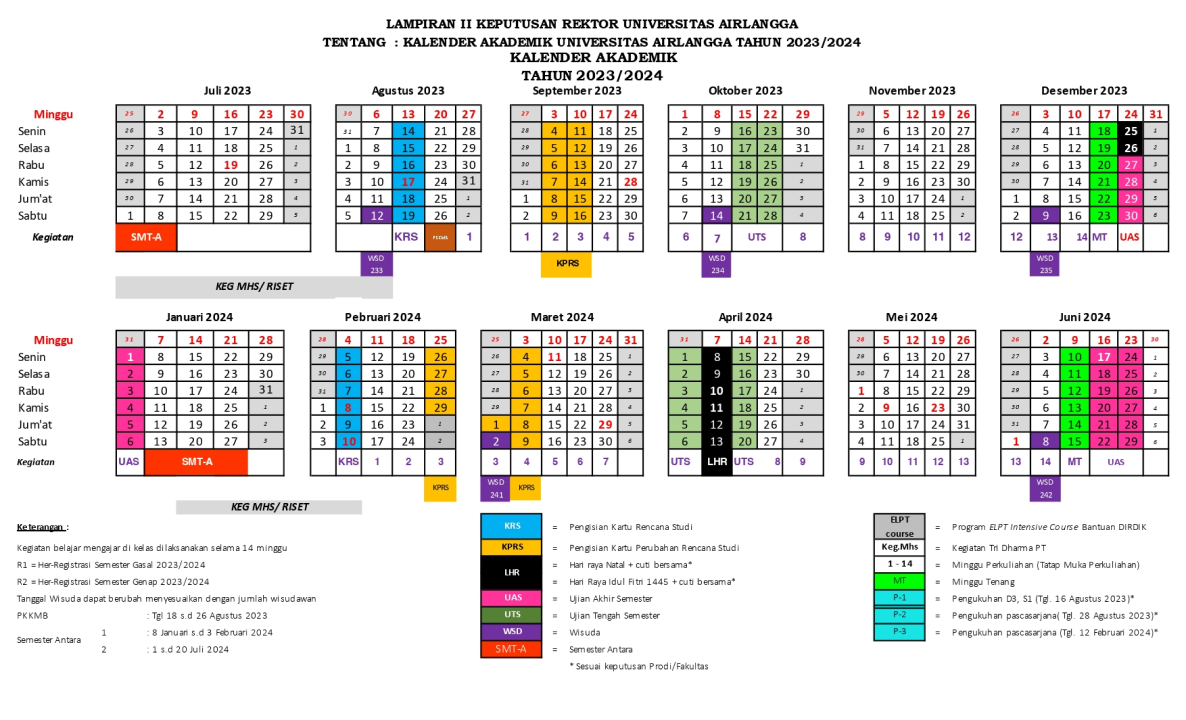 LAMPIRAN II KEPUTUSAN REKTOR UNIVERSITAS AIRLANGGA
TENTANG : KALENDER AKADEMIK UNIVERSITAS AIRLANGGA TAHUN 2023/2024
KALENDER AKADEMIK
TAHUN 2023/2024
Juli 2023 Agustus 2023 September 2023 Oktober 2023 November 2023 Desember 2023
Minggu 25 2 9 16 23 30 30 6 13 20 27 27 3 10 17 24 1 8 15 22 29 29 5 12 19 26 26 3 10 17 24 31
Senin 26 3 10 17 24 31 31 7 14 21 28 28 4 11 18 25 2 9 16 23 30 30 6 13 20 27 27 4 11 18 25 1
Selasa 27 4 11 18 25 1 1 8 15 22 29 29 5 12 19 26 3 10 17 24 31 31 7 14 21 28 28 5 12 19 26 2
Rabu 28 5 12 19 26 2 2 9 16 23 30 30 6 13 20 27 4 11 18 25 1 1 8 15 22 29 29 6 13 20 27 3
Kamis 29 6 13 20 27 3 3 10 17 24 31 31 7 14 21 28 5 12 19 26 2 2 9 16 23 30 30 7 14 21 28 4
Jum'at 30 7 14 21 28 4 4 11 18 25 1 1 8 15 22 29 6 13 20 27 3 3 10 17 24 1 1 8 15 22 29 5
Sabtu 1 8 15 22 29 5 5 12 19 26 2 2 9 16 23 30 7 14 21 28 4 4 11 18 25 2 2 9 16 23 30 6
Kegiatan SMT-A KRS PKKMB 1 1 2 3 4 5 6 7 UTS 8 8 9 10 11 12 12 13 14 MT UAS
WSD 233 KPRS WSD 234 WSD 235
KEG MHS/ RISET
Januari 2024 Pebruari 2024 Maret 2024 April 2024 Mei 2024 Juni 2024
Minggu 31 7 14 21 28 28 4 11 18 25 25 3 10 17 24 31 31 7 14 21 28 28 5 12 19 26 26 2 9 16 23 30
Senin 1 8 15 22 29 29 5 12 19 26 26 4 11 18 25 1 1 8 15 22 29 29 6 13 20 27 27 3 10 17 24 1
Selasa 2 9 16 23 30 30 6 13 20 27 27 5 12 19 26 2 2 9 16 23 30 30 7 14 21 28 28 4 11 18 25 2
Rabu 3 10 17 24 31 31 7 14 21 28 28 6 13 20 27 3 3 10 17 24 1 1 8 15 22 29 29 5 12 19 26 3
Kamis 4 11 18 25 1 1 8 15 22 29 29 7 14 21 28 4 4 11 18 25 2 2 9 16 23 30 30 6 13 20 27 4
Jum'at 5 12 19 26 2 2 9 16 23 1 1 8 15 22 29 5 5 12 19 26 3 3 10 17 24 31 31 7 14 21 28 5
Sabtu 6 13 20 27 3 3 10 17 24 2 2 9 16 23 30 6 6 13 20 27 4 4 11 18 25 1 1 8 15 22 29 6
Kegiatan UAS SMT-A KRS 1 2 3 3 4 5 6 7 UTS LHR UTS 8 9 9 10 11 12 13 13 14 MT UAS
KPRS WSD 241 KPRS WSD 242
KEG MHS/ RISET
Keterangan :
Kegiatan belajar mengajar di kelas dilaksanakan selama 14 minggu
R1 = Her-Registrasi Semester Gasal 2023/2024
R2 = Her-Registrasi Semester Genap 2023/2024
Tanggal Wisuda dapat berubah menyesuaikan dengan jumlah wisudawan
PKKMB : Tgl 18 s.d 26 Agustus 2023
Semester Antara 1 : 8 Januari s.d 3 Februari 2024
2 : 1 s.d 20 Juli 2024
KRS = Pengisian Kartu Rencana Studi
KPRS = Pengisian Kartu Perubahan Rencana Studi
LHR = Hari raya Natal + cuti bersama*
= Hari Raya Idul Fitri 1445 + cuti bersama*
UAS = Ujian Akhir Semester
UTS = Ujian Tengah Semester
WSD = Wisuda
SMT-A = Semester Antara
* Sesuai keputusan Prodi/Fakultas
ELPT course = Program ELPT Intensive Course Bantuan DIRDIK
Keg.Mhs = Kegiatan Tri Dharma PT
1 - 14 = Minggu Perkuliahan (Tatap Muka Perkuliahan)
MT = Minggu Tenang
P-1 = Pengukuhan D3, S1 (Tgl. 16 Agustus 2023)*
P-2 = Pengukuhan pascasarjana( Tgl. 28 Agustus 2023)*
P-3 = Pengukuhan pascasarjana (Tgl. 12 Februari 2024)*